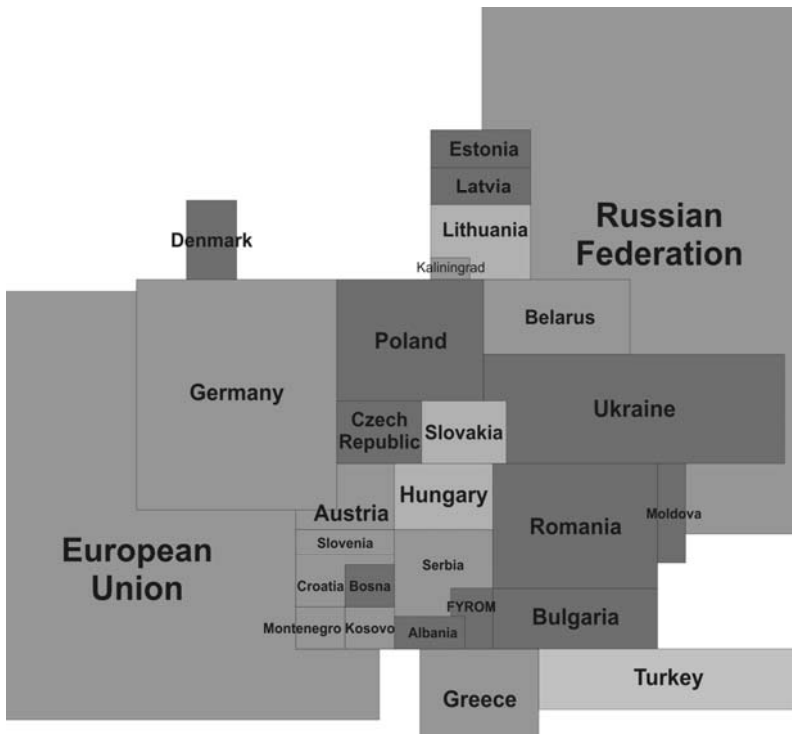 Estonia
Latvia
Lithuania
Russian
Federation
Denmark
Kaliningrad
Belarus
Poland
Germany
Ukraine
Czech
Republic
Slovakia
Hungary
Austria
Moldova
Romania
European
Union
Slovenia
Serbia
Croatia
Bosna
FYROM
Bulgaria
Montenegro
Kosovo
Albania
Greece
Turkey